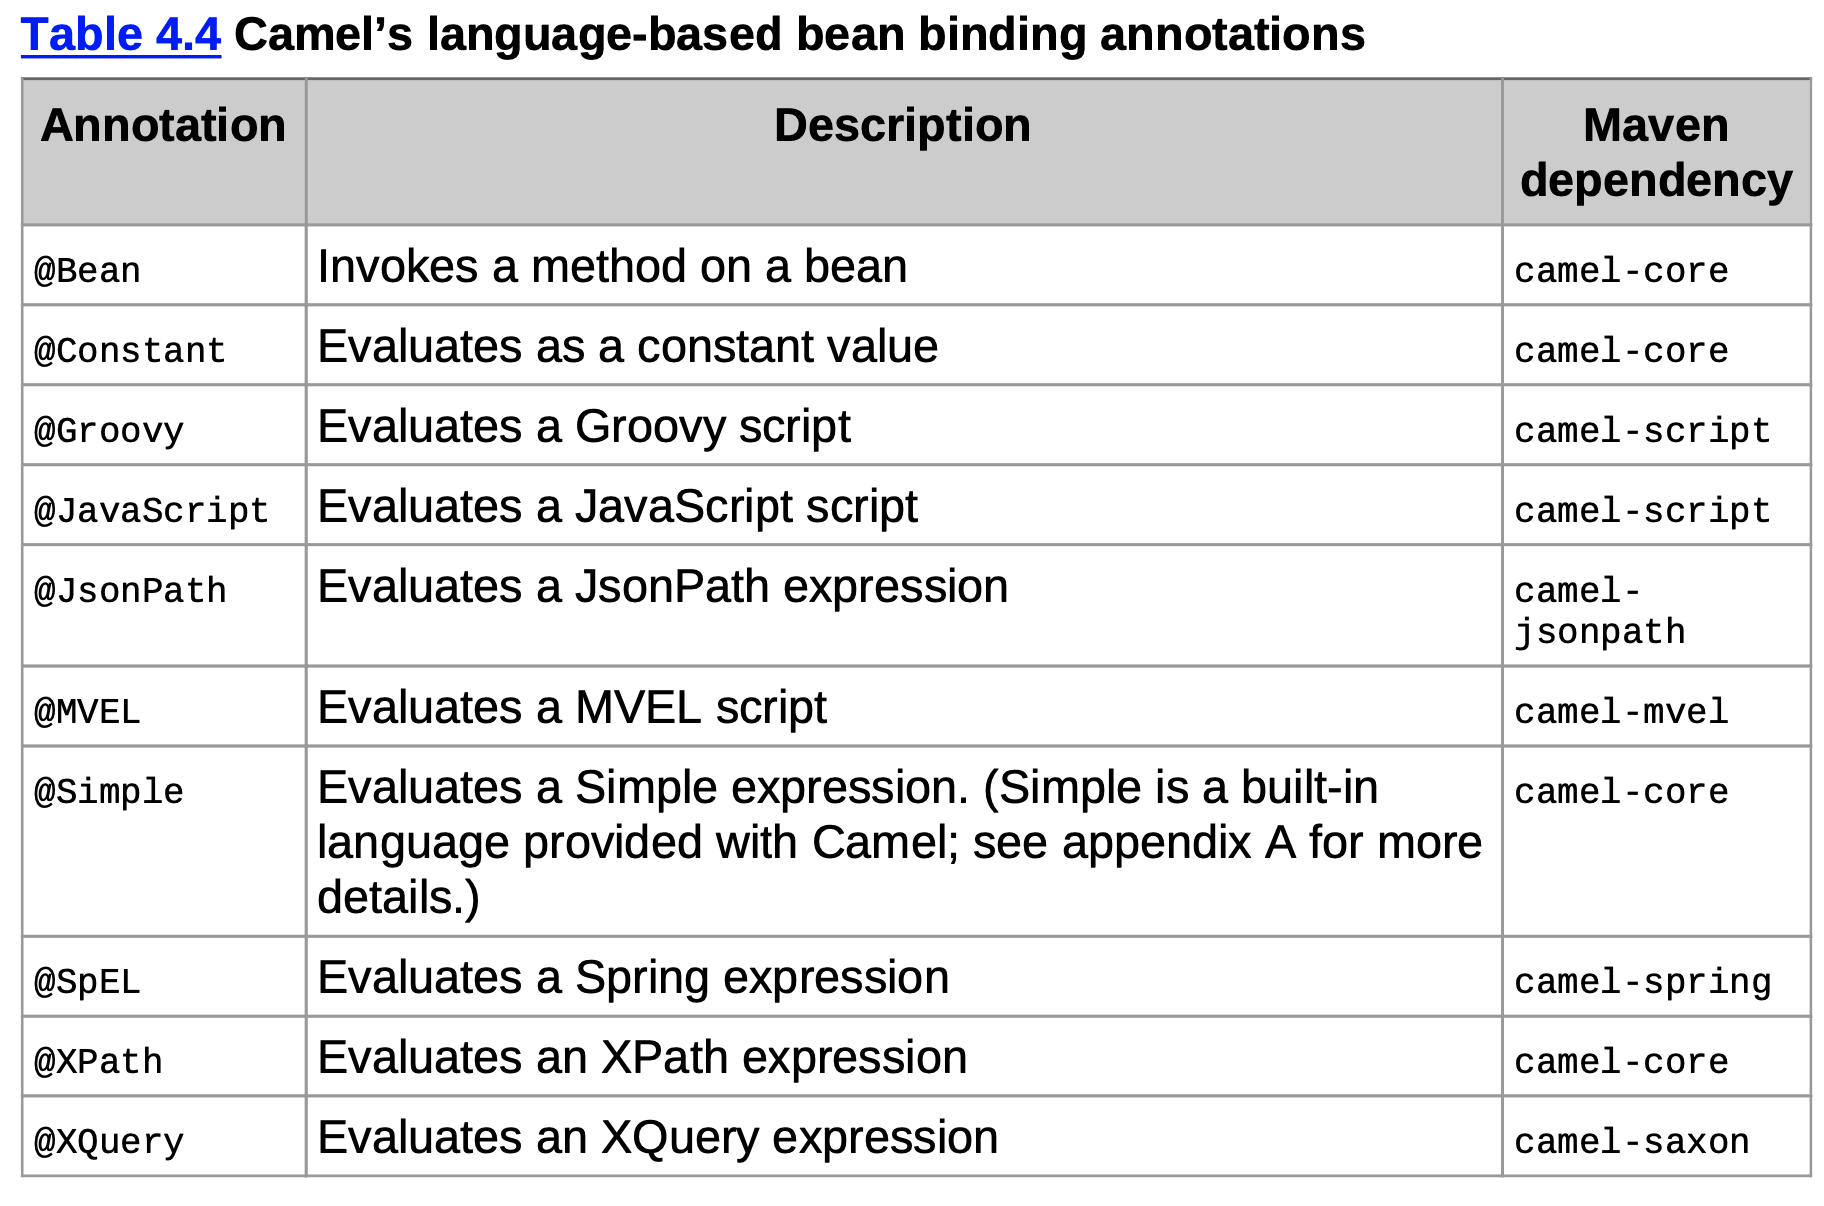 Table 4.4 Camel’s language-based bean binding annotations
Annotation Description Maven
dependency
@Bean Invokes a method on a bean camel-core
@Constant Evaluates as a constant value camel-core
@Groovy Evaluates a Groovy script camel-script
@JavaScript Evaluates a JavaScript script camel-script
@JsonPath Evaluates a JsonPath expression camel-
jsonpath
@MVEL Evaluates a MVEL script camel-mvel
@Simple Evaluates a Simple expression. (Simple is a built-in camel-core
language provided with Camel; see appendix A for more
details.)
@SpEL Evaluates a Spring expression camel-spring
@XPath Evaluates an XPath expression camel-core
@XQuery Evaluates an XQuery expression camel-saxon